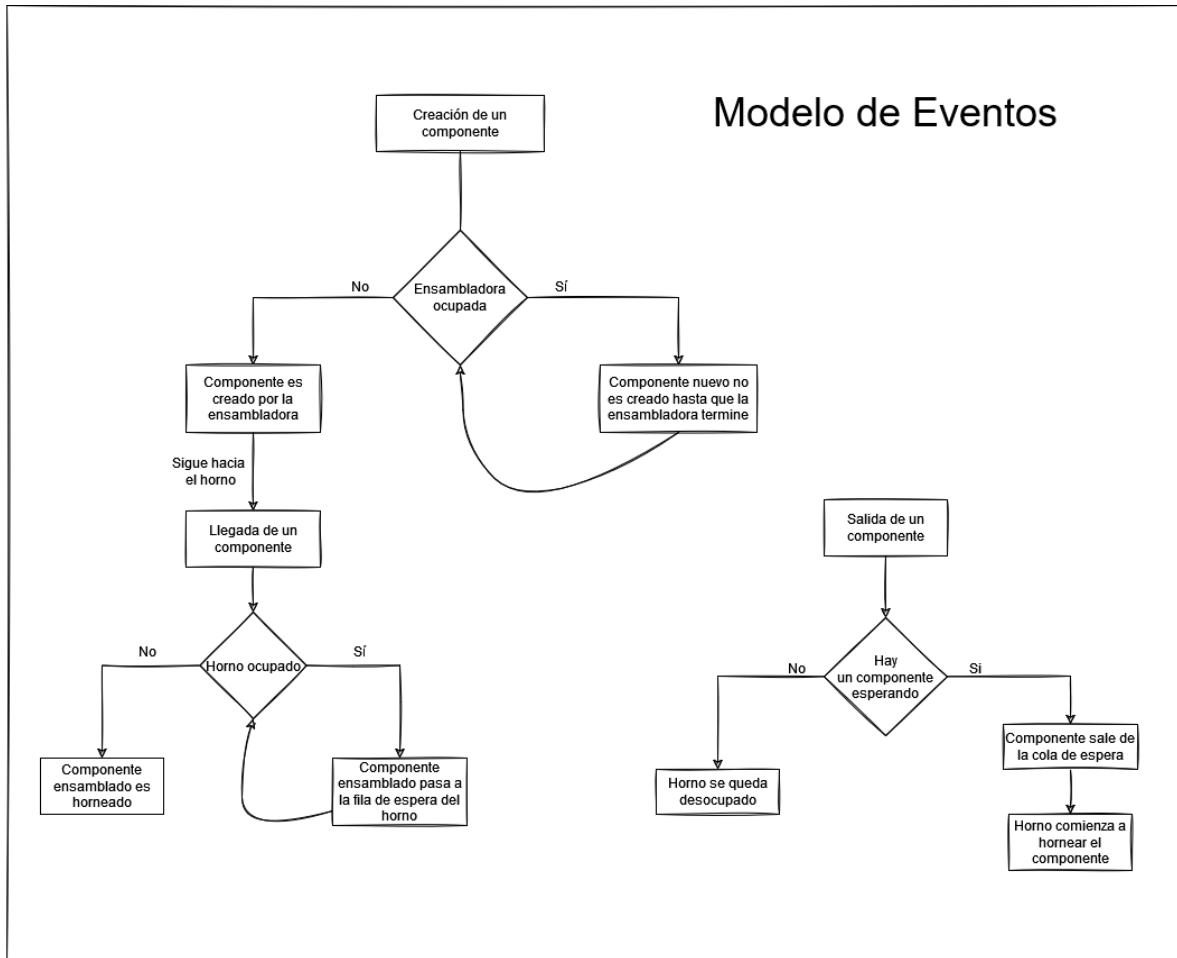 Modelo de Eventos
Creación de un
componente
Ensambladora
ocupada
No
Sí
Componente es
creado por la
ensambladora
Componente nuevo no
es creado hasta que la
ensambladora termine
Sigue hacia
el horno
Llegada de un
componente
Horno ocupado
No
Sí
Componente
ensamblado es
horneado
Componente
ensamblado pasa a
la fila de espera del
horno
Salida de un
componente
Hay
un componente
esperando
No
Si
Horno se queda
desocupado
Componente sale de
la cola de espera
Horno comienza a
hornear el
componente